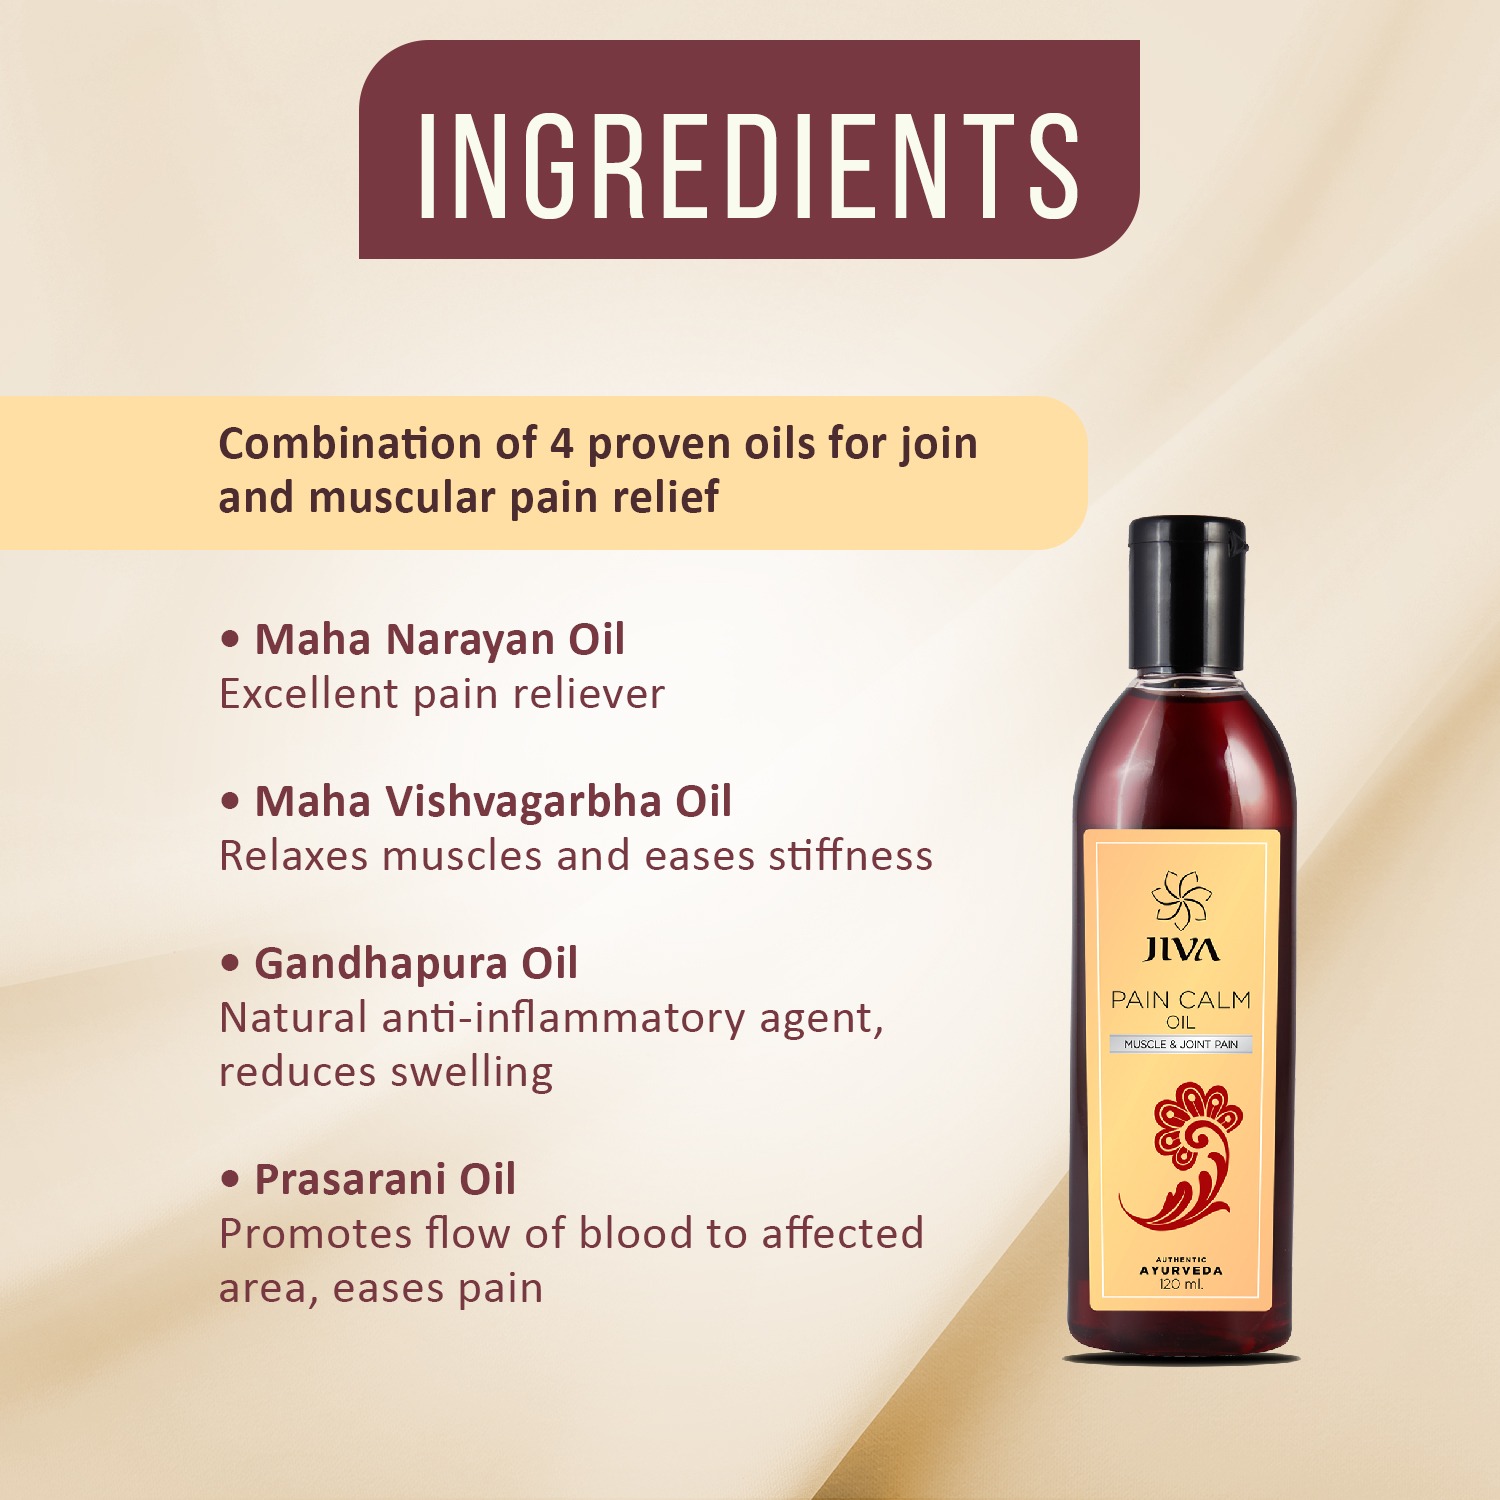 INGREDIENTS
Combination of 4 proven oils for join
and muscular pain relief
• Maha Narayan Oil
Excellent pain reliever
• Maha Vishvagarbha Oil
Relaxes muscles and eases stiffness
• Gandhapura Oil
Natural anti-inflammatory agent,
reduces swelling
• Prasarani Oil
Promotes flow of blood to affected
area, eases pain
JIVA
PAIN CALM
OIL
MUSCLE & JOINT PAIN
AUTHENTIC
AYURVEDA
120 ml.